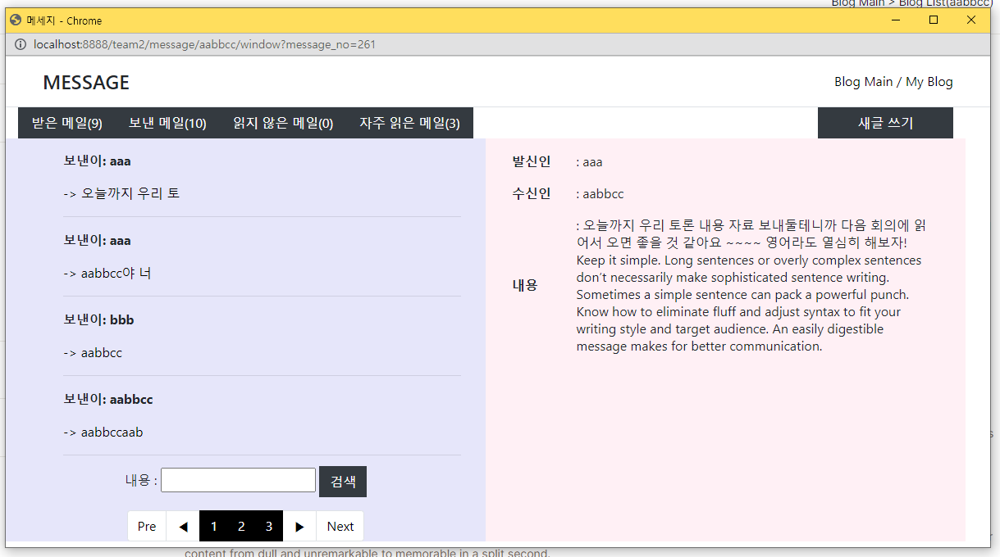 Blog Main > Blog List(aabbcc)
메세지 - Chrome
localhost:8888/team2/message/aabbcc/window?message_no=261
MESSAGE
Blog Main / My Blog
받은 메일(9) 보낸 메일(10) 읽지 않은 메일(0) 자주 읽은 메일(3)
새글 쓰기
보낸이: aaa
-> 오늘까지 우리 토
보낸이: aaa
-> aabbcc야 너
보낸이: bbb
-> aabbcc
보낸이: aabbcc
-> aabbccaab
내용 : 검색
Pre ◀ 1 2 3 ▶ Next
발신인 : aaa
수신인 : aabbcc
내용
: 오늘까지 우리 토론 내용 자료 보내둘테니까 다음 회의에 읽
어서 오면 좋을 것 같아요 ~~~~ 영어라도 열심히 해보자!
Keep it simple. Long sentences or overly complex sentences
don’t necessarily make sophisticated sentence writing.
Sometimes a simple sentence can pack a powerful punch.
Know how to eliminate fluff and adjust syntax to fit your
writing style and target audience. An easily digestible
message makes for better communication.
content from dull and unremarkable to memorable in a split second.